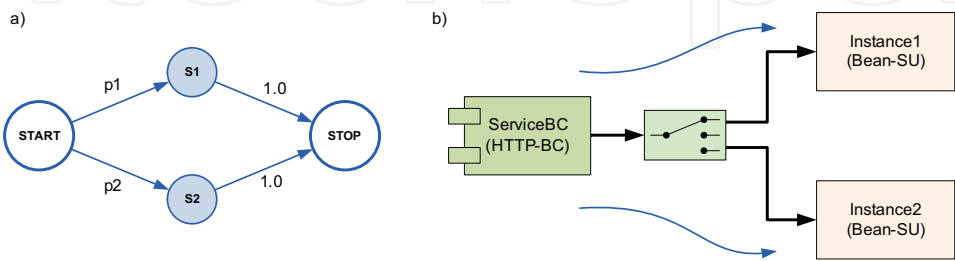 a)
START
p1
p2
S1
S2
1.0
1.0
STOP
b)
ServiceBC
(HTTP-BC)
Instance1
(Bean-SU)
Instance2
(Bean-SU)